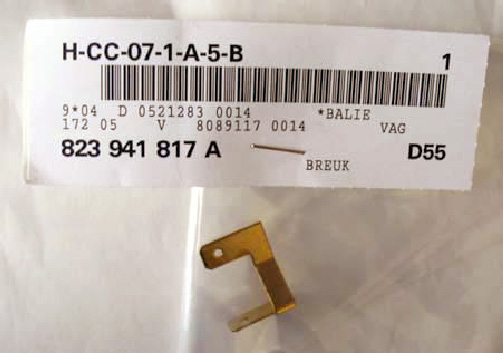 H-CC-07-1-A-5-B 1
9*04 D 0521283 0014 *BALIE
172 05 V 8089117 0014 VAG
823 941 817 A D55
BREUK